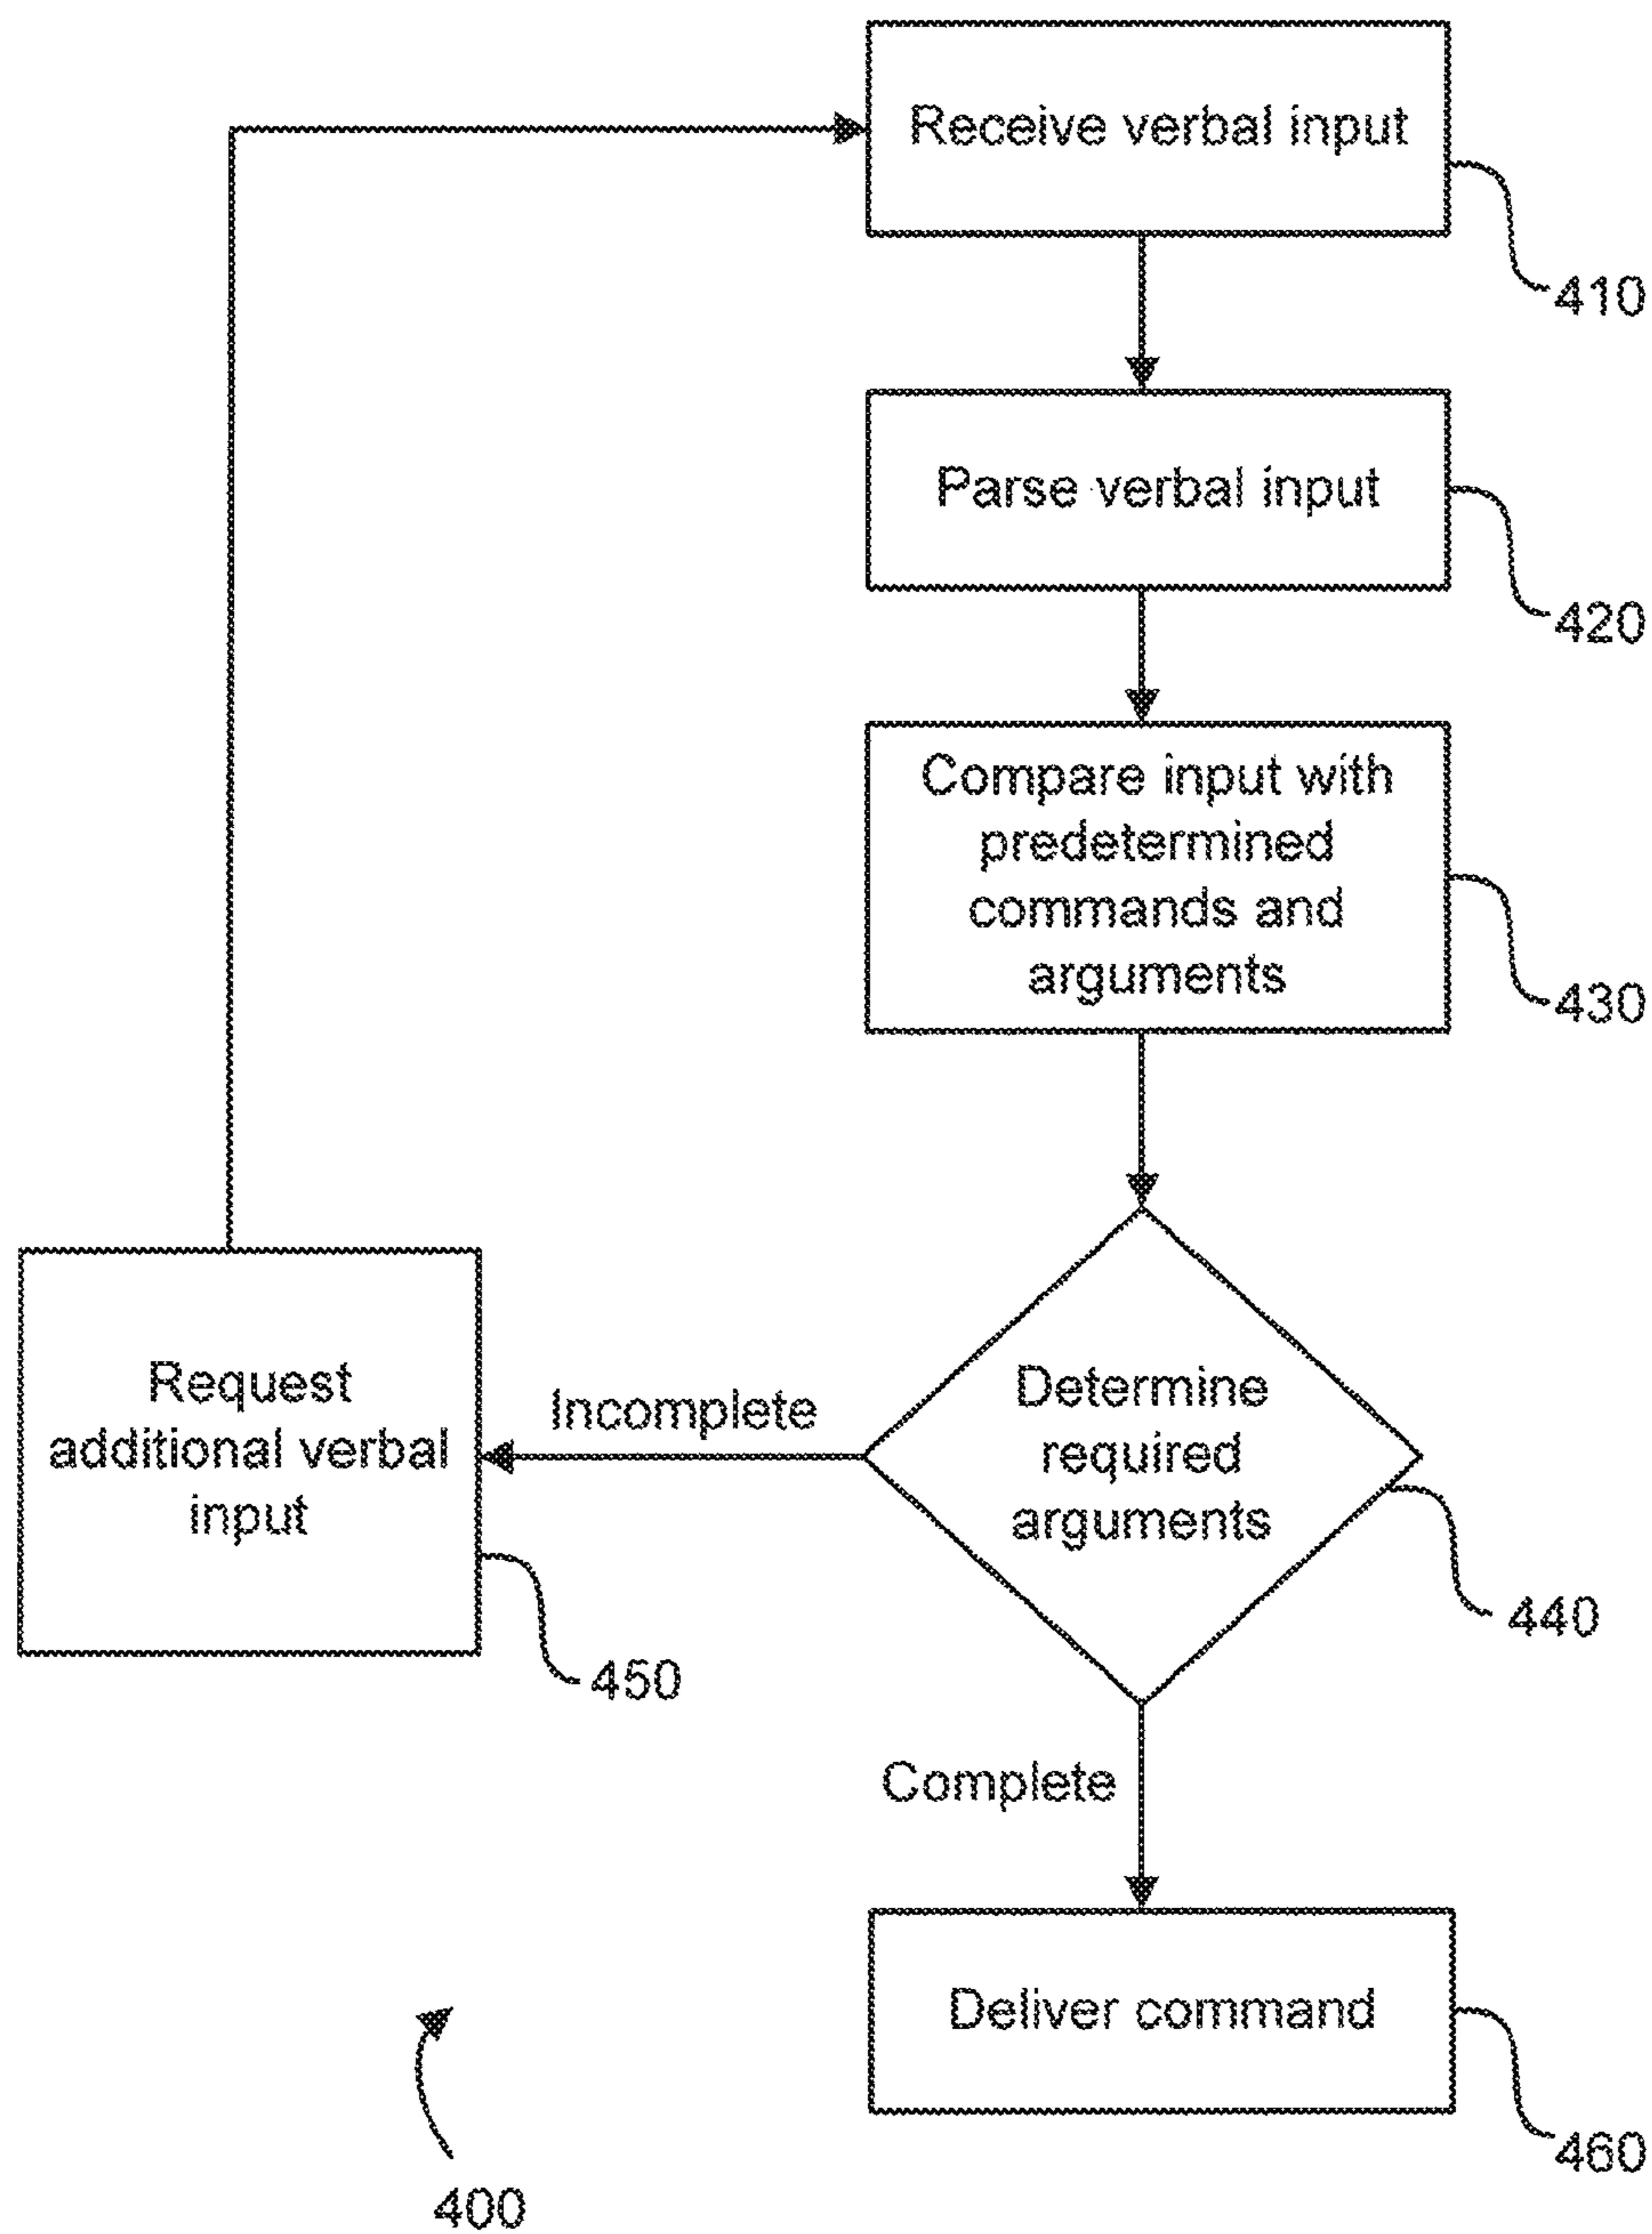 Receive verbal input
410
Parse verbal input
420
Compare input with
predetermined
commands and
arguments
430
Determine
required
arguments
440
Incomplete
Request
additional verbal
input
450
Complete
Deliver command
460
400